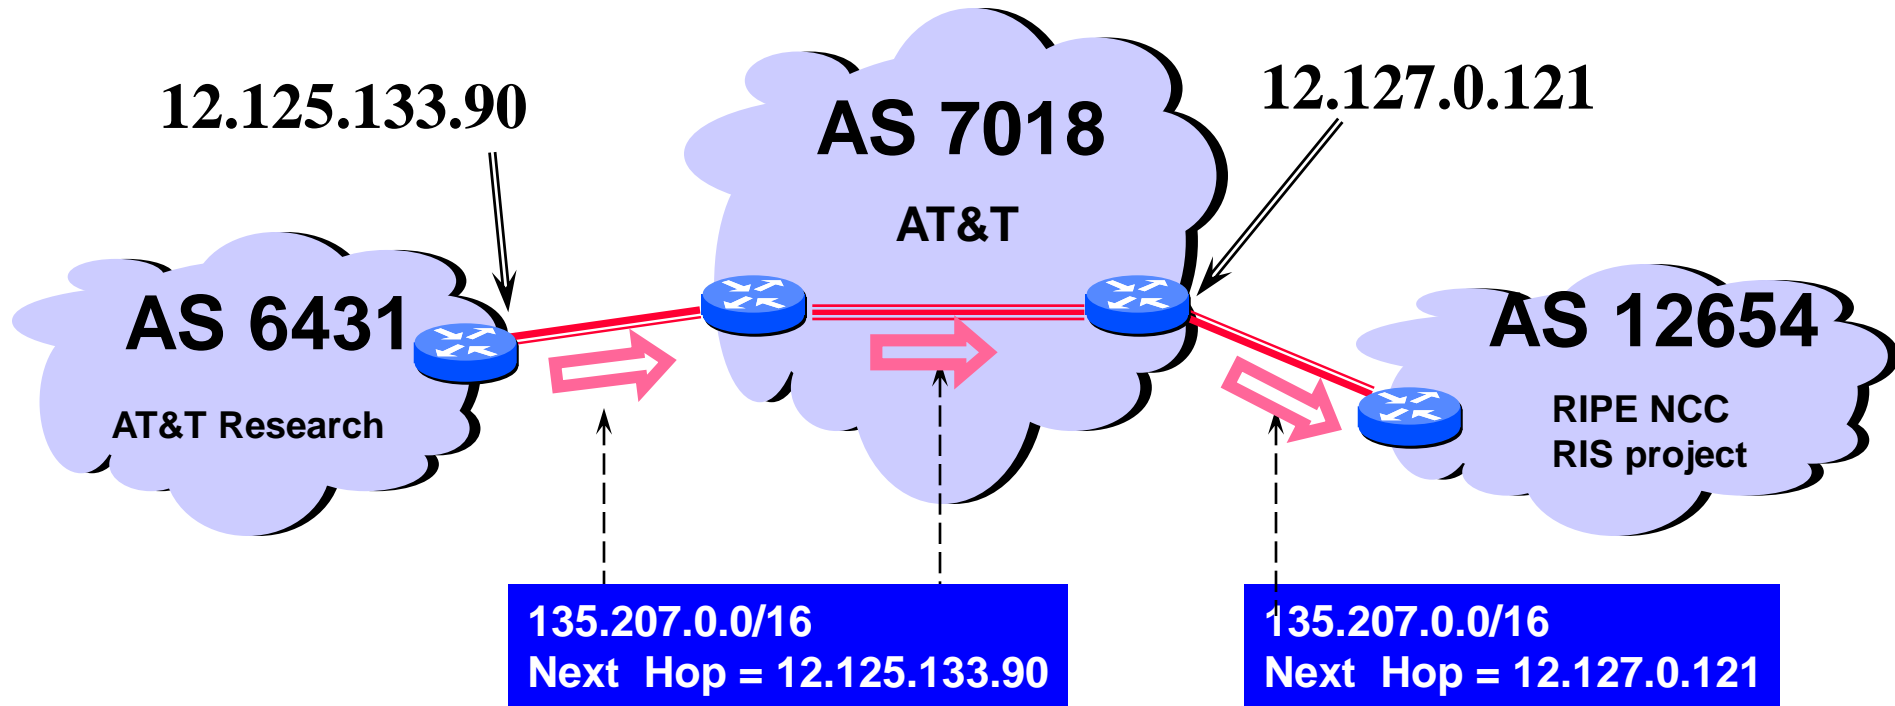 12.125.133.90
12.127.0.121
AS 7018
AT&T
AS 6431
AT&T Research
AS 12654
RIPE NCC
RIS project
135.207.0.0/16
Next Hop = 12.125.133.90
135.207.0.0/16
Next Hop = 12.127.0.121